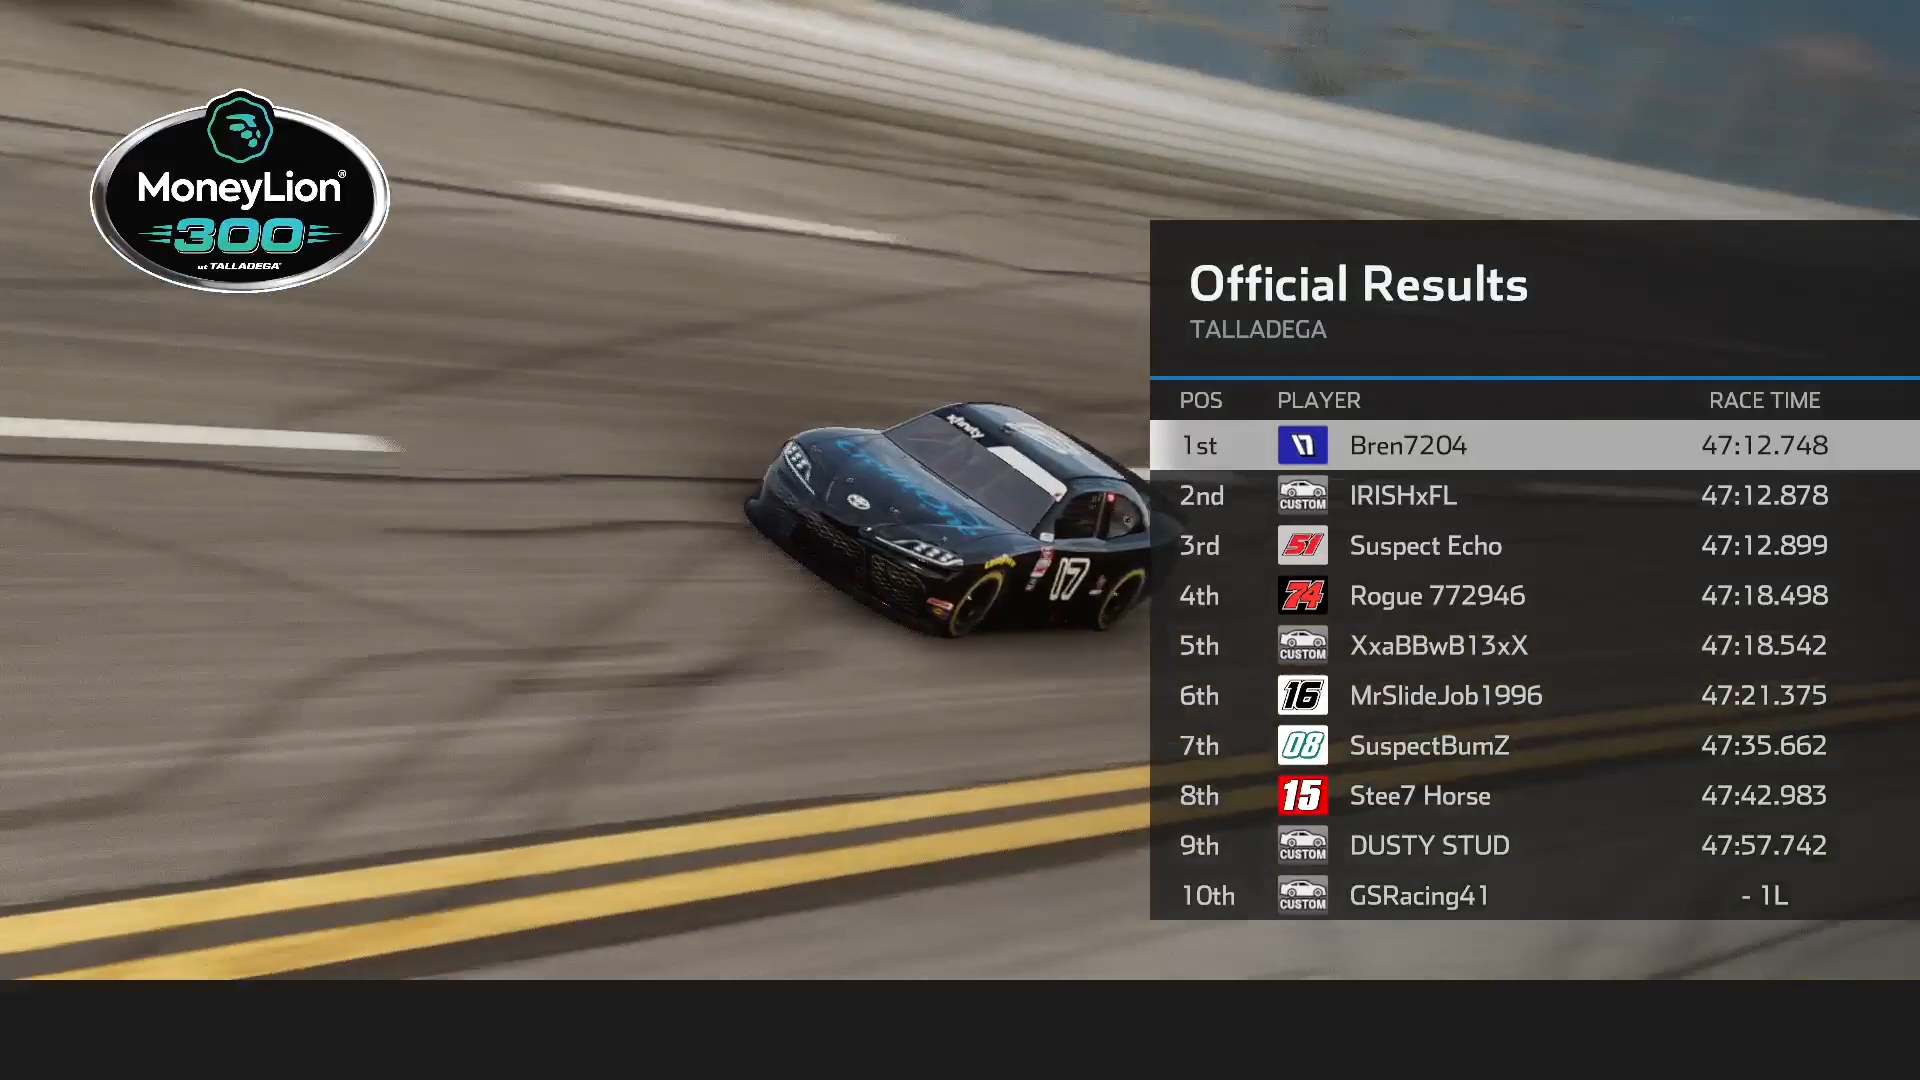 MoneyLion®
300
at TALLADEGA
Official Results
TALLADEGA
POS PLAYER RACE TIME
1st 17 Bren7204 47:12.748
2nd CUSTOM IRISHxFL 47:12.878
3rd 51 Suspect Echo 47:12.899
4th 74 Rogue 772946 47:18.498
5th CUSTOM XxaBBwB13xX 47:18.542
6th 16 MrSlideJob1996 47:21.375
7th 08 SuspectBumZ 47:35.662
8th 15 Stee7 Horse 47:42.983
9th CUSTOM DUSTY STUD 47:57.742
10th CUSTOM GSRacing41 - 1L
xfinity
17